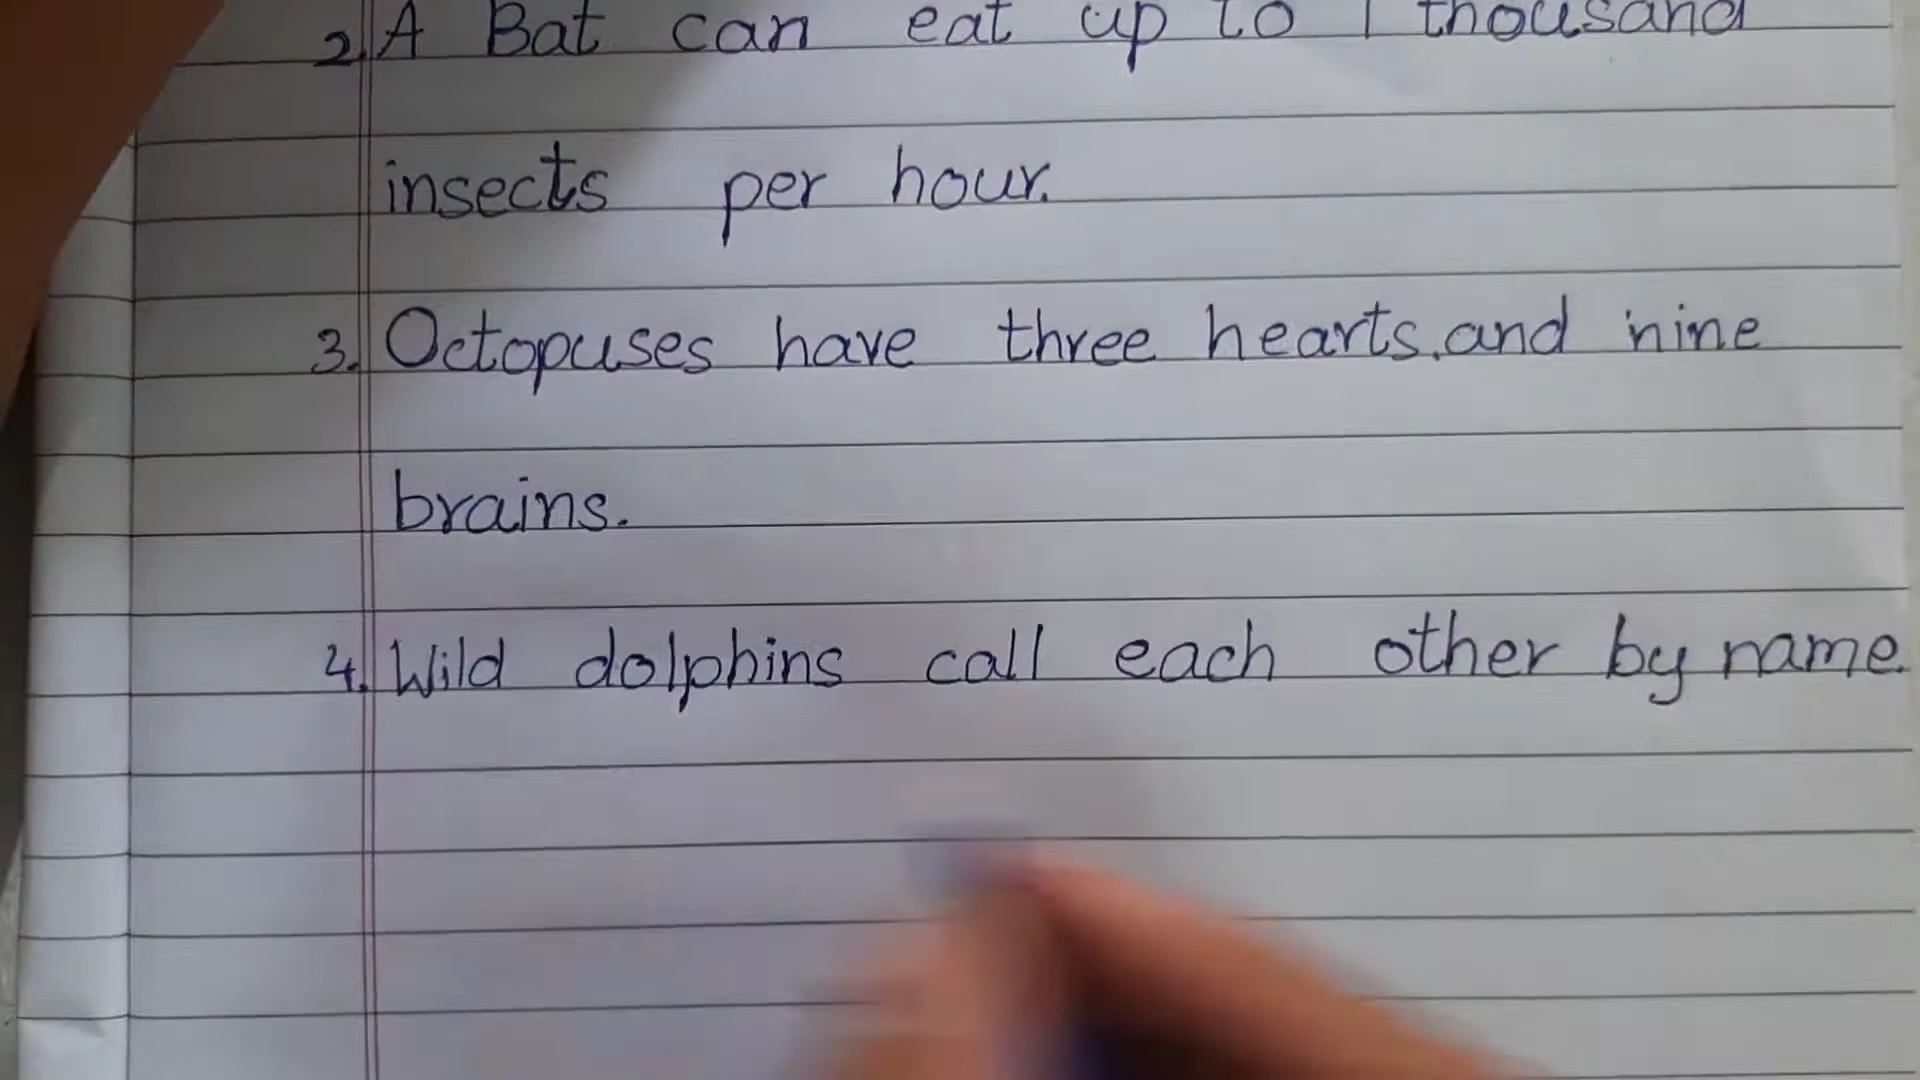 2. A Bat can eat up to 1 thousand
insects per hour.
3. Octopuses have three hearts.and nine
brains.
4. Wild dolphins call each other by name.